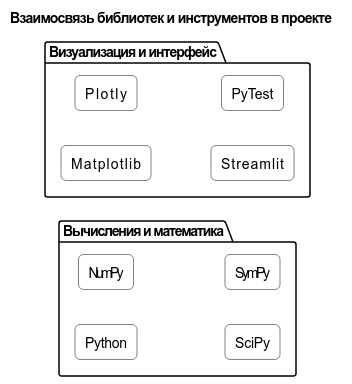 Взаимосвязь библиотек и инструментов в проекте
Визуализация и интерфейс
Plotly
PyTest
Matplotlib
Streamlit
Вычисления и математика
NumPy
SymPy
Python
SciPy